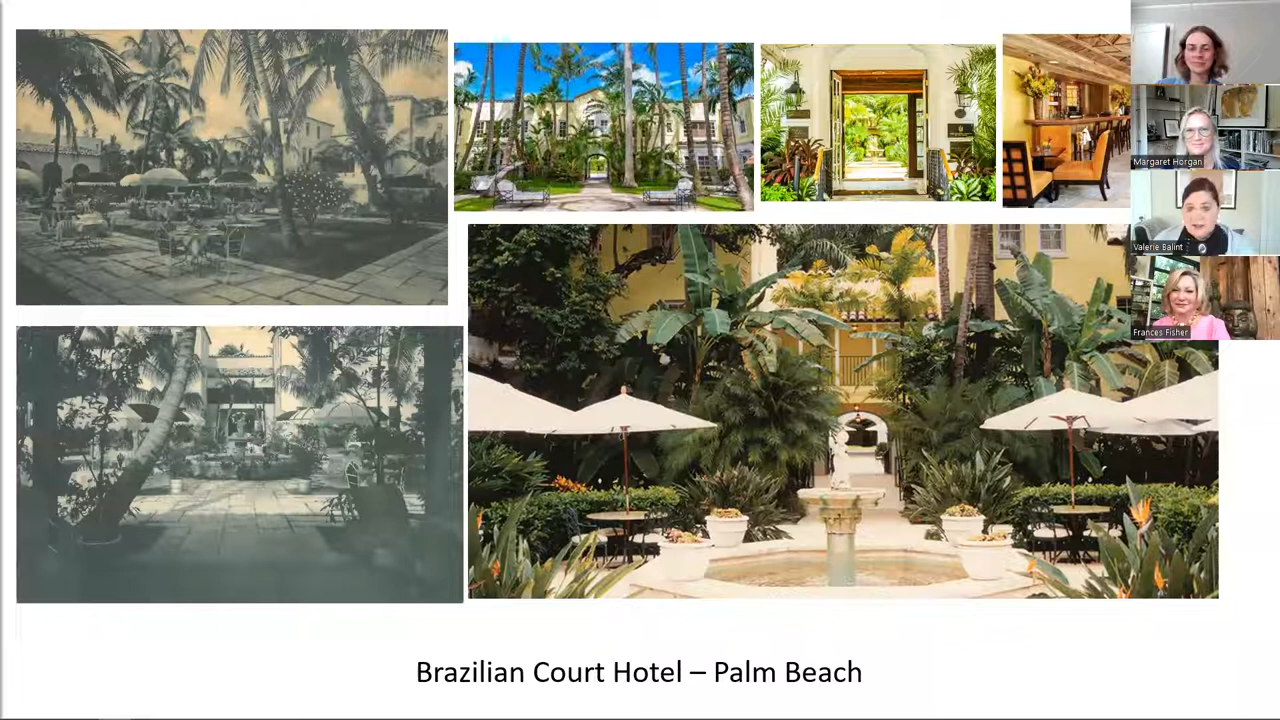 Margaret Horgan
Valerie Balint
Frances Fisher
Brazilian Court Hotel – Palm Beach